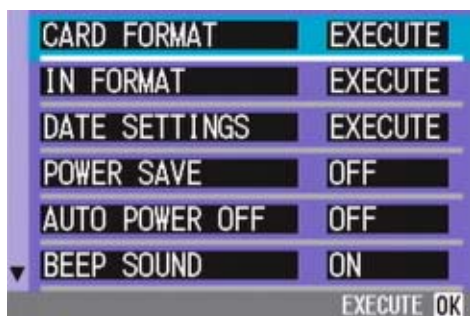 CARD FORMAT EXECUTE
IN FORMAT EXECUTE
DATE SETTINGS EXECUTE
POWER SAVE OFF
AUTO POWER OFF OFF
BEEP SOUND ON
EXECUTE OK